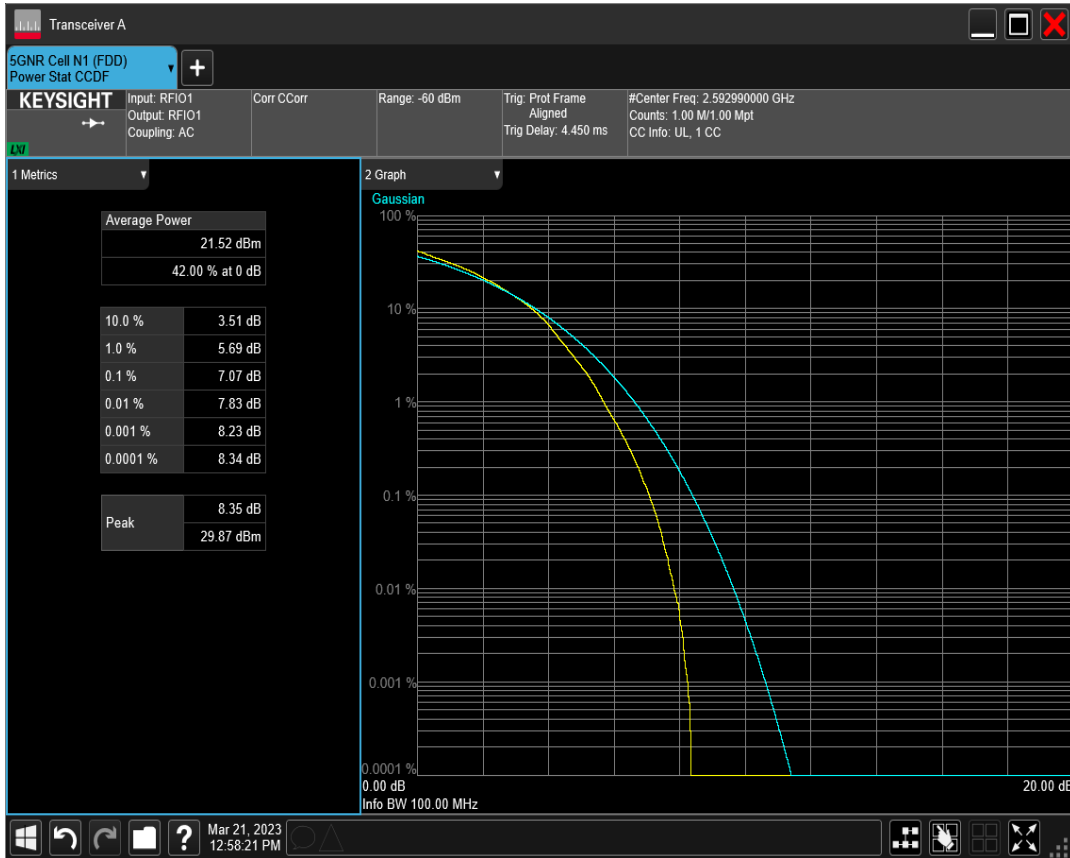 Transceiver A
5GNR Cell N1 (FDD)
Power Stat CCDF
+
KEYSIGHT
LXI
Input: RFIO1
Output: RFIO1
Coupling: AC
Corr CCorr
Range: -60 dBm
Trig: Prot Frame
Aligned
Trig Delay: 4.450 ms
#Center Freq: 2.592990000 GHz
Counts: 1.00 M/1.00 Mpt
CC Info: UL, 1 CC
1 Metrics
Average Power
21.52 dBm
42.00 % at 0 dB
10.0 % 3.51 dB
1.0 % 5.69 dB
0.1 % 7.07 dB
0.01 % 7.83 dB
0.001 % 8.23 dB
0.0001 % 8.34 dB
Peak
8.35 dB
29.87 dBm
2 Graph
Gaussian
100 %
10 %
1 %
0.1 %
0.01 %
0.001 %
0.0001 %
0.00 dB 20.00 dB
Info BW 100.00 MHz
?
Mar 21, 2023
12:58:21 PM